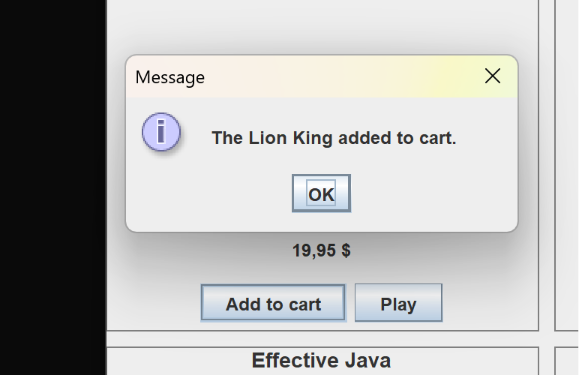 Message
The Lion King added to cart.
OK
19,95 $
Add to cart Play
Effective Java